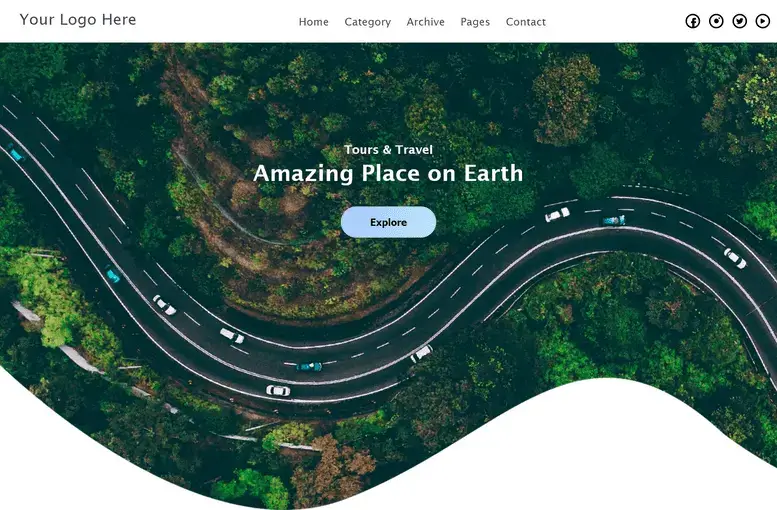 Your Logo Here
Home Category Archive Pages Contact
Tours & Travel
Amazing Place on Earth
Explore